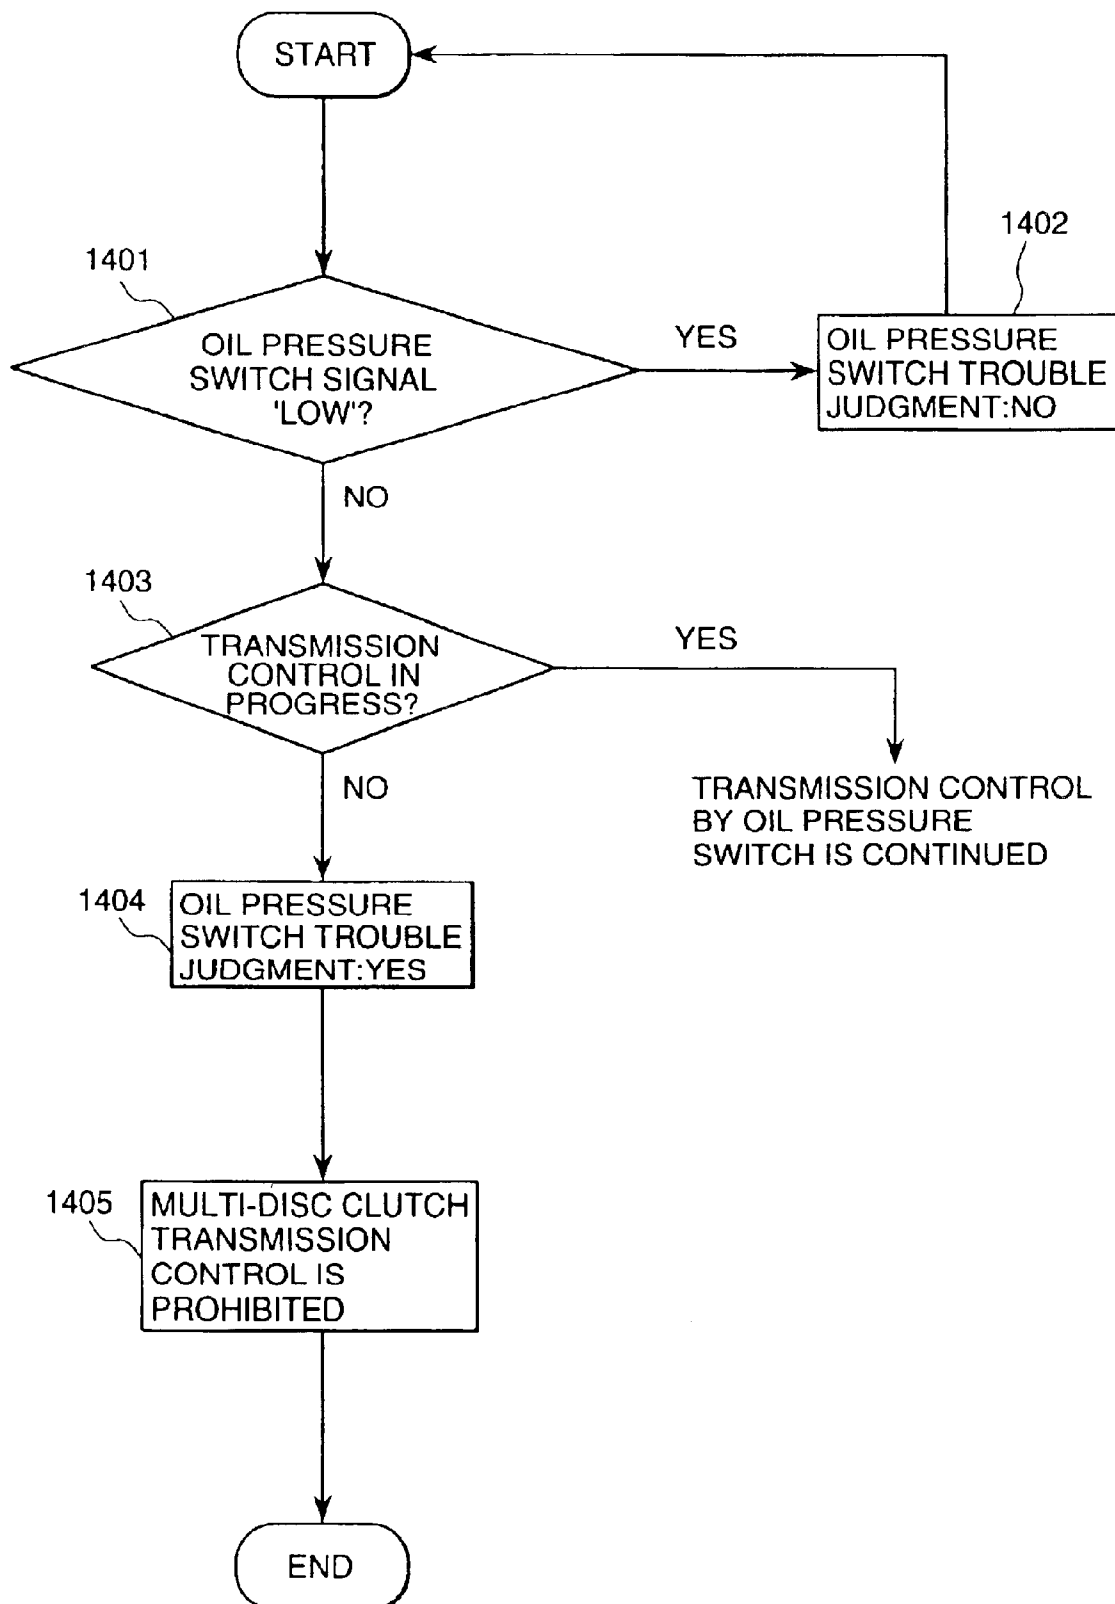 START
1401
OIL PRESSURE
SWITCH SIGNAL
'LOW'?
YES
1402
OIL PRESSURE
SWITCH TROUBLE
JUDGMENT:NO
NO
1403
TRANSMISSION
CONTROL IN
PROGRESS?
YES
TRANSMISSION CONTROL
BY OIL PRESSURE
SWITCH IS CONTINUED
NO
1404
OIL PRESSURE
SWITCH TROUBLE
JUDGMENT:YES
1405
MULTI-DISC CLUTCH
TRANSMISSION
CONTROL IS
PROHIBITED
END